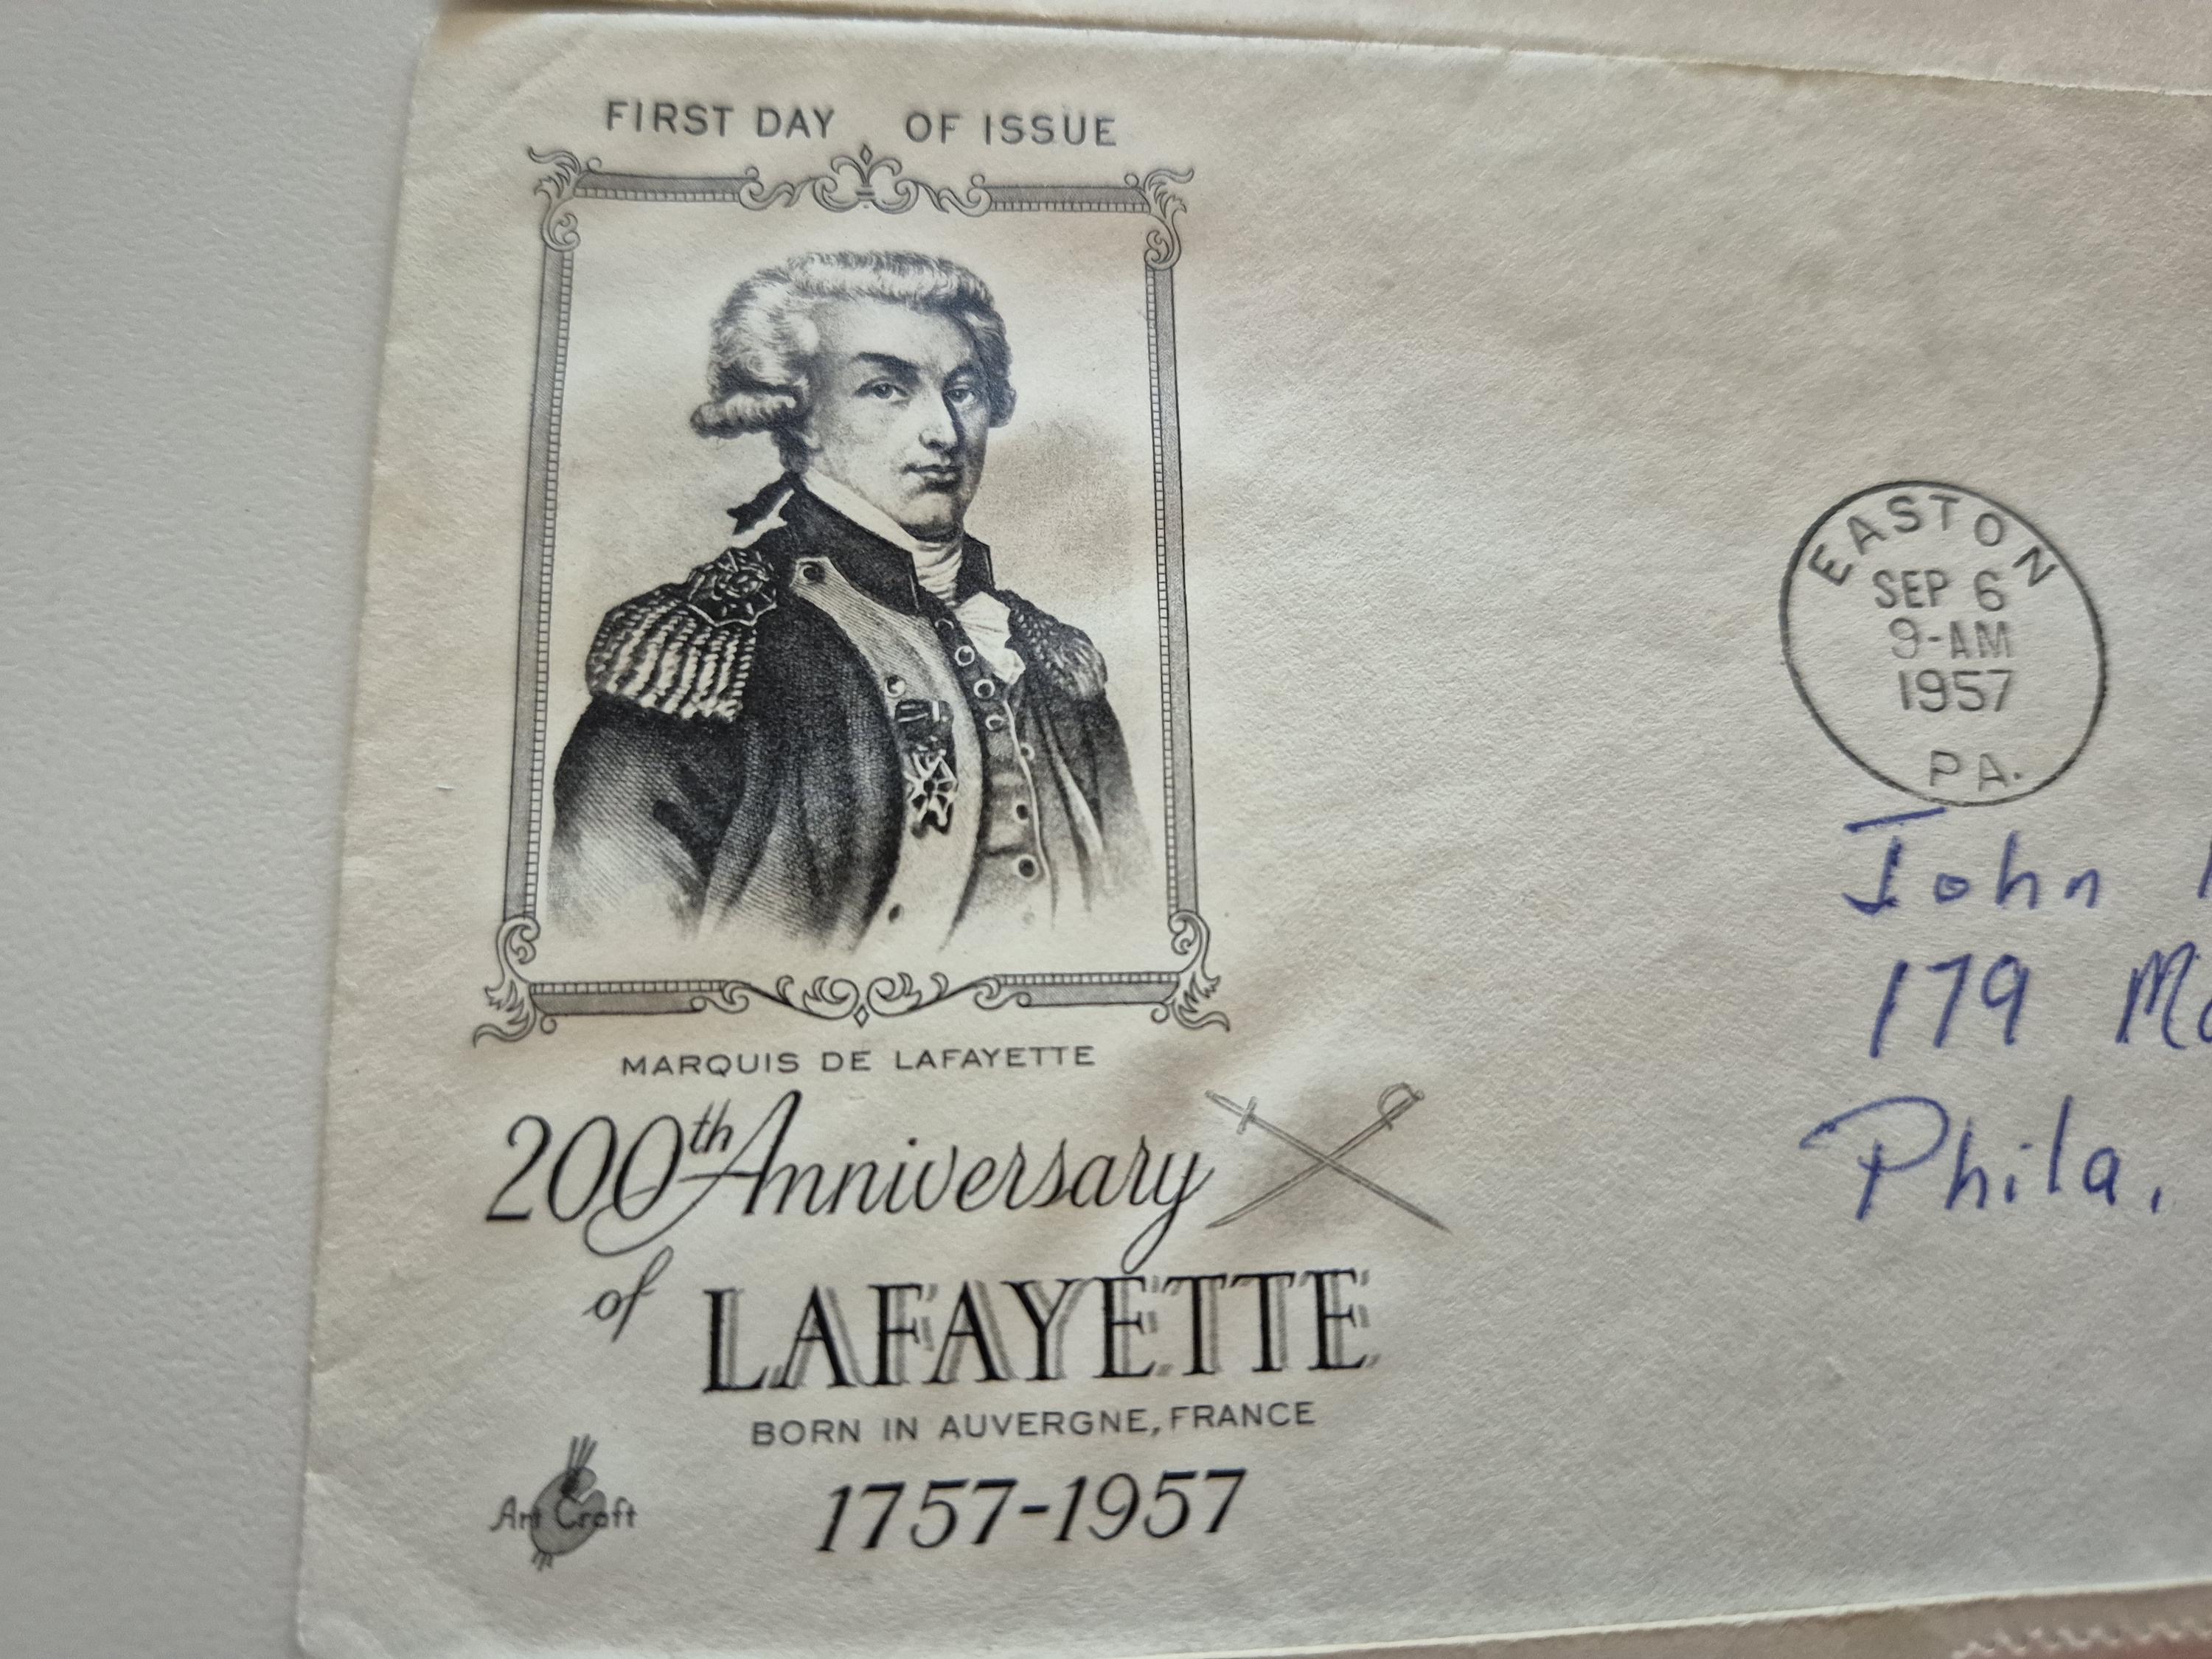 FIRST DAY OF ISSUE
MARQUIS DE LAFAYETTE
200th Anniversary
of LAFAYETTE
BORN IN AUVERGNE, FRANCE
1757-1957
Art Craft
EASTON
SEP 6
9-AM
1957
PA.
John
179
Phila.